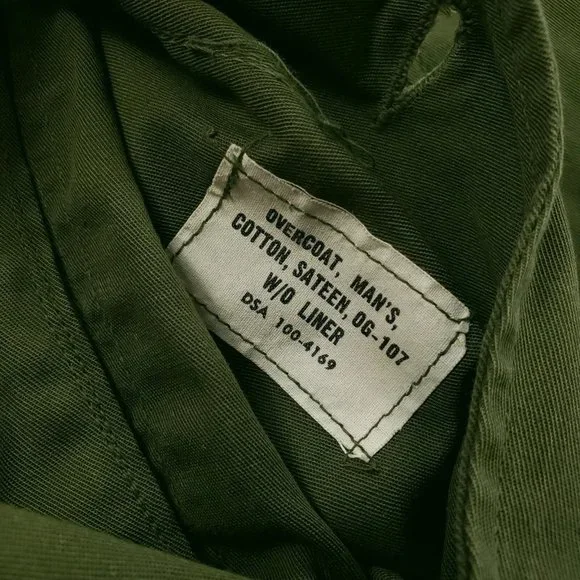 OVERCOAT, MAN'S,
COTTON, SATEEN, OG-107
W/O LINER
DSA 100-4169